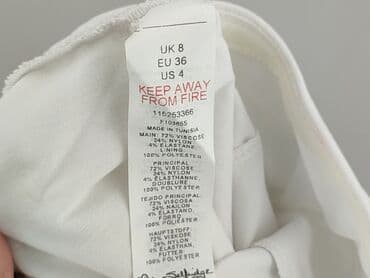 UK 8
EU 36
US 4
KEEP AWAY
FROM FIRE
115253366
F103855
MADE IN TUNISIA
MAIN: 72% VISCOSE
24% NYLON
4% ELASTANE
LINING:
100% POLYESTER
PRINCIPAL
72% VISCOSE
24% NYLON
4% ELASTHANNE
DOUBLURE
100% POLYESTER
TEJIDO PRINCIPAL
72% VISCOSA
24% NAILON
4% ELASTANO
FORRO
100% POLIESTER
HAUPTSTOFF:
72% VISKOSE
24% NYLON
4% ELASTAN
FUTTER
100% POLYESTER
Selfridge